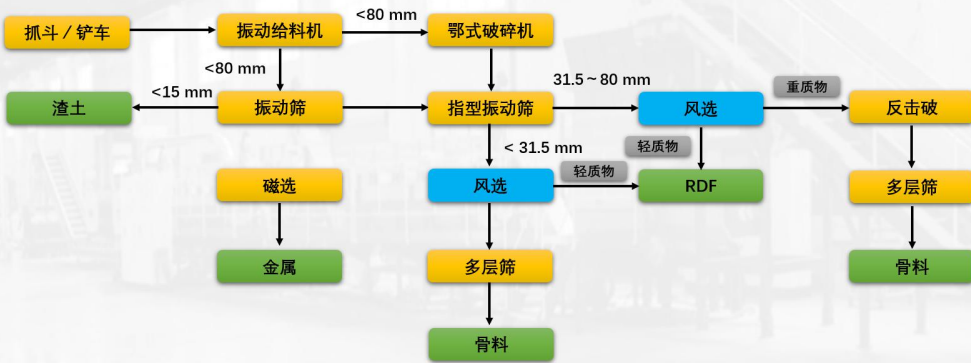 抓斗 / 铲车
振动给料机
<80 mm
鄂式破碎机
<80 mm
渣土
<15 mm
振动筛
指型振动筛
31.5~80 mm
风选
重质物
反击破
< 31.5 mm
轻质物
磁选
风选
轻质物
RDF
多层筛
金属
多层筛
骨料
骨料